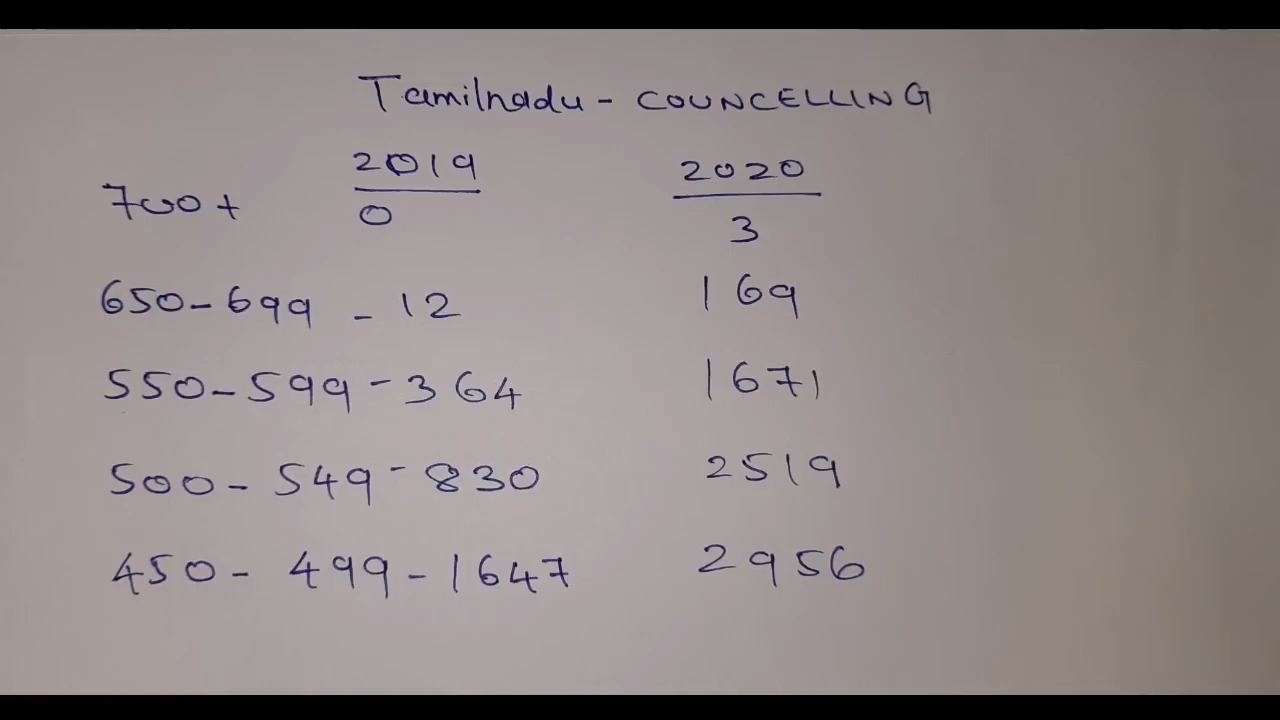 Tamilnadu - COUNCELLING
2019 2020
700+ 0 3
650-699 - 12 169
550-599-364 1671
500-549-830 2519
450-499-1647 2956